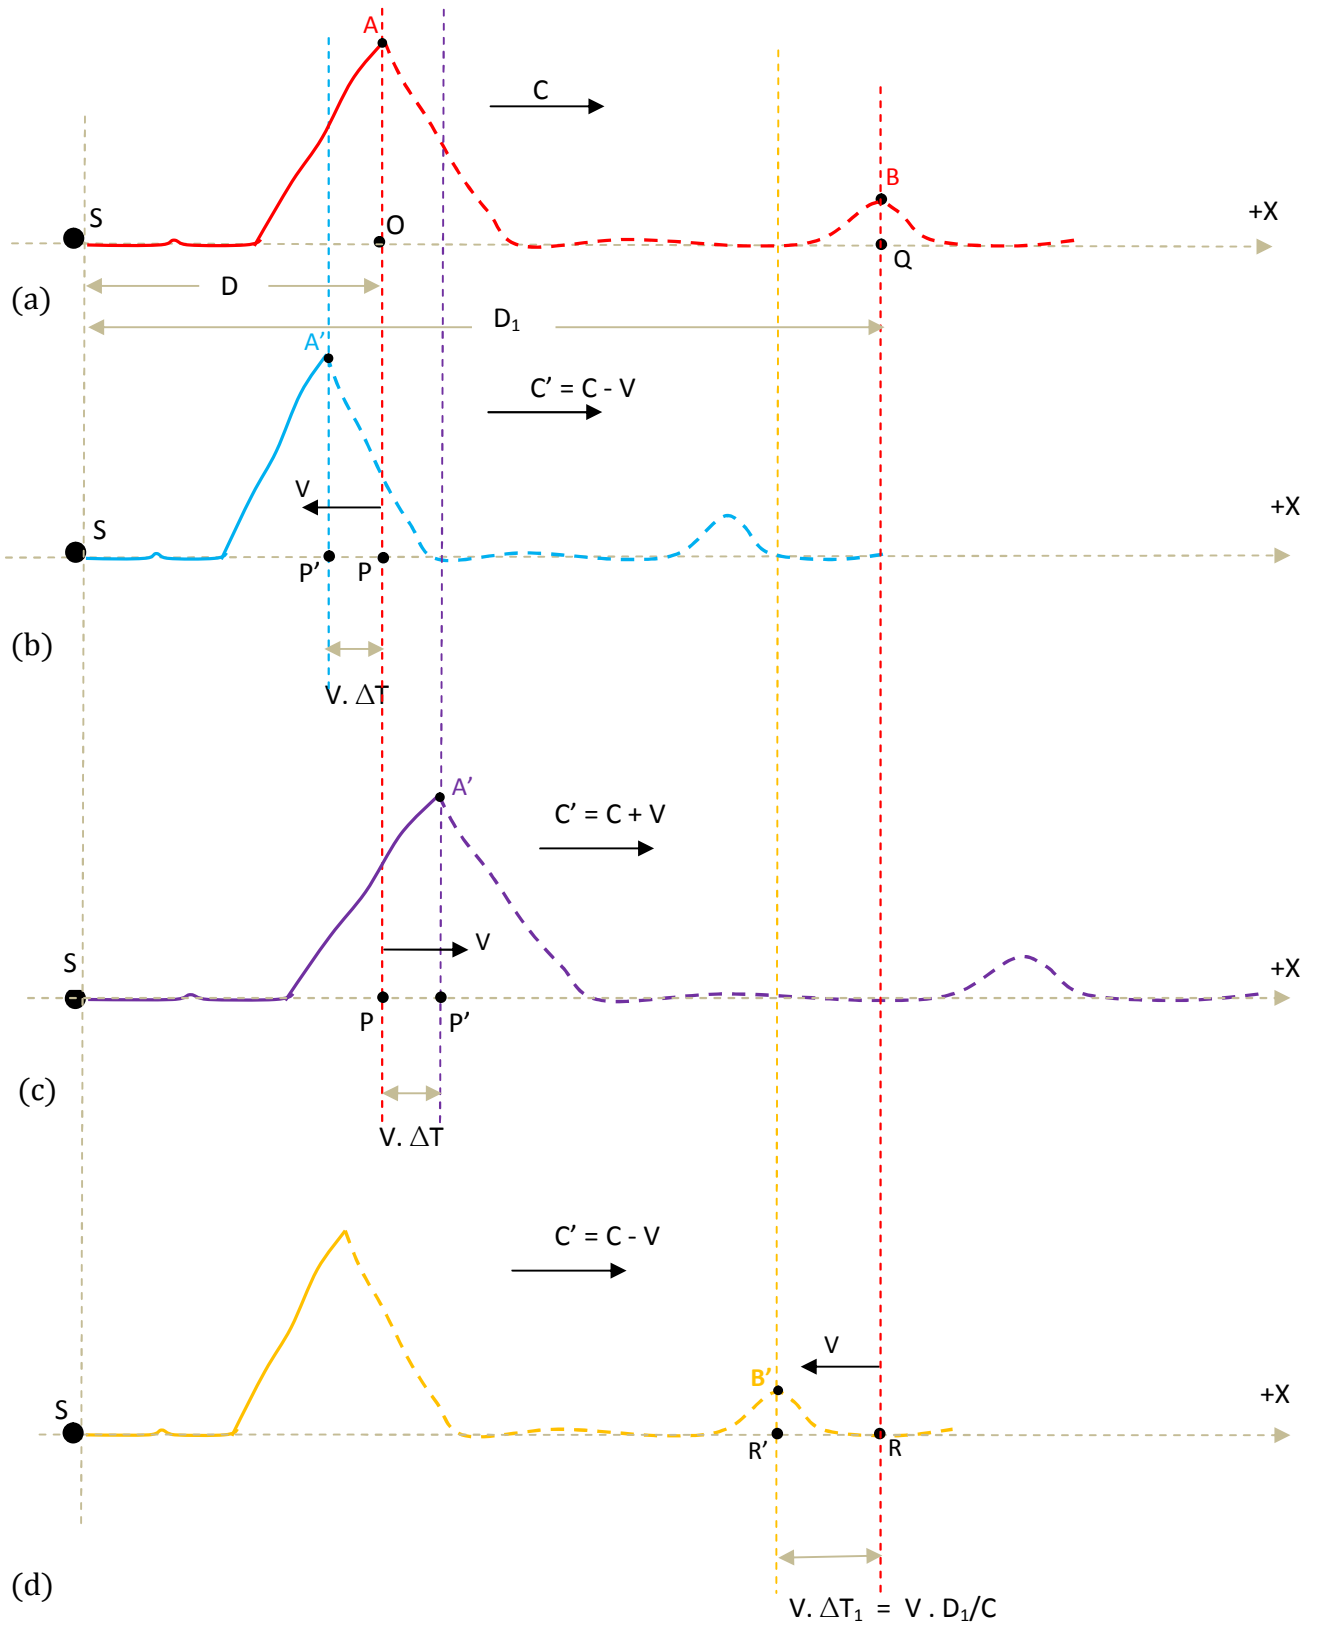 A
C
B
S
+X
O
Q
D
(a)
D₁
A'
C' = C - V
V
+X
S
P' P
(b)
V. ΔT
A'
C' = C + V
V
S
+X
P P'
(c)
V. ΔT
C' = C - V
V
B'
+X
S
R' R
(d)
V. ΔT₁ = V . D₁/C